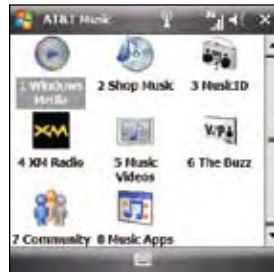 AT&T Music
1 Windows Media
2 Shop Music
3 MusicID
XM
4 XM Radio
5 Music Videos
6 The Buzz
7 Community
8 Music Apps